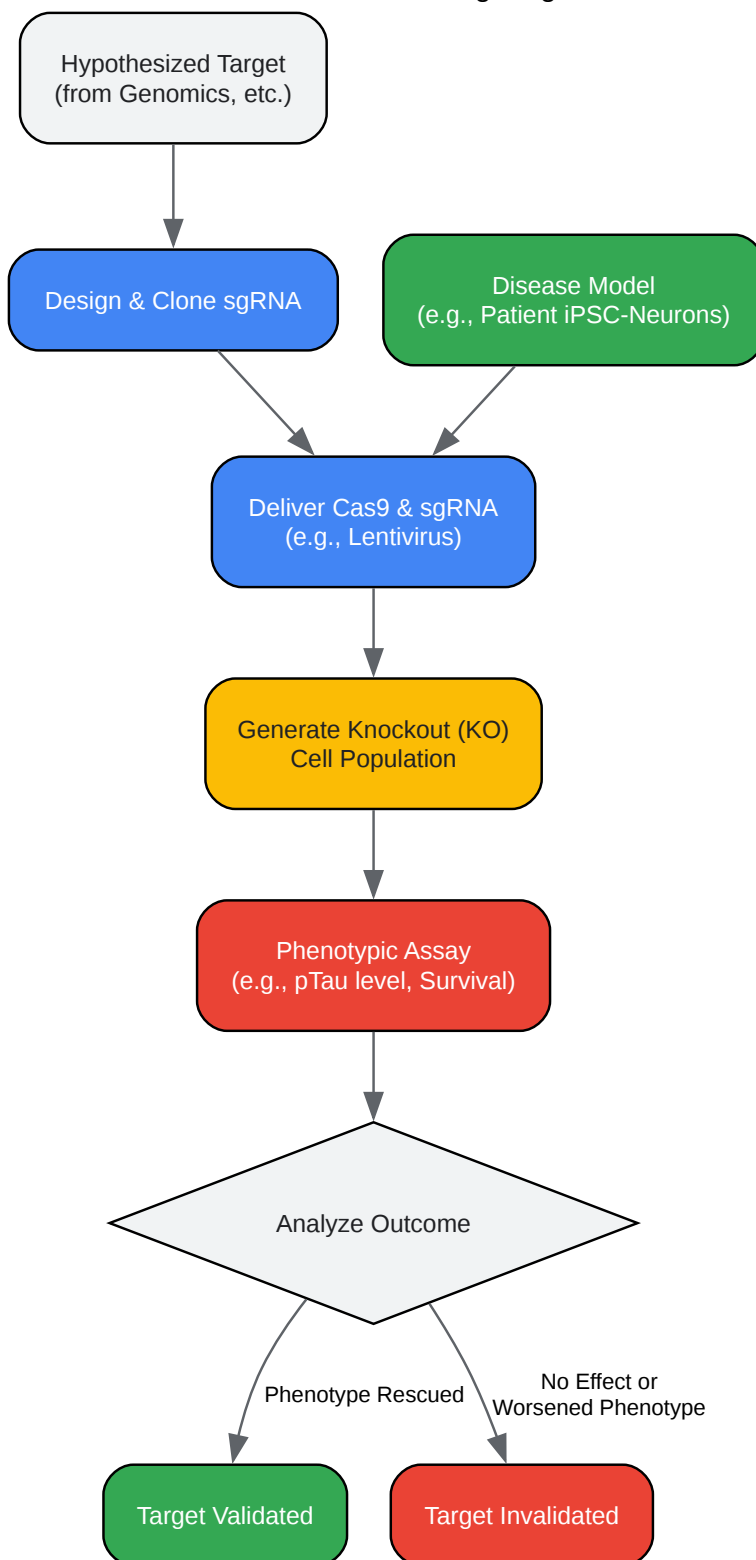 Hypothesized Target
(from Genomics, etc.)
Design & Clone sgRNA
Disease Model
(e.g., Patient iPSC-Neurons)
Deliver Cas9 & sgRNA
(e.g., Lentivirus)
Generate Knockout (KO)
Cell Population
Phenotypic Assay
(e.g., pTau level, Survival)
Analyze Outcome
Phenotype Rescued
No Effect or
Worsened Phenotype
Target Validated
Target Invalidated